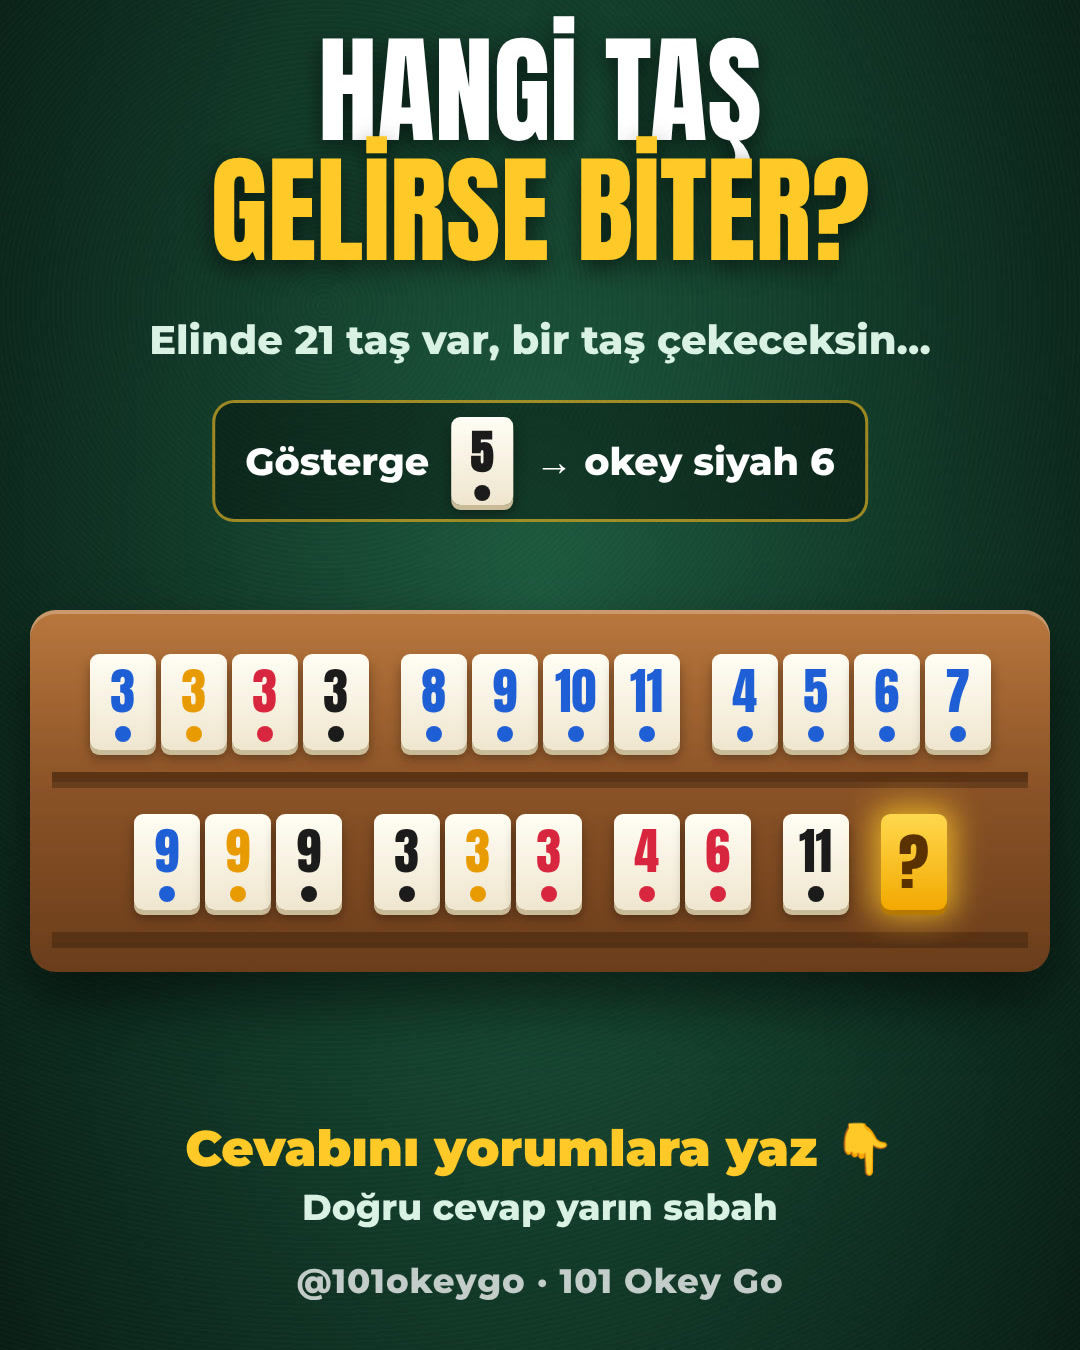 HANGİ TAŞ
GELİRSE BİTER?
Elinde 21 taş var, bir taş çekeceksin...
Gösterge 5 → okey siyah 6
3 3 3 3 8 9 10 11 4 5 6 7
9 9 9 3 3 3 4 6 11 ?
Cevabını yorumlara yaz 👇
Doğru cevap yarın sabah
@101okeygo · 101 Okey Go